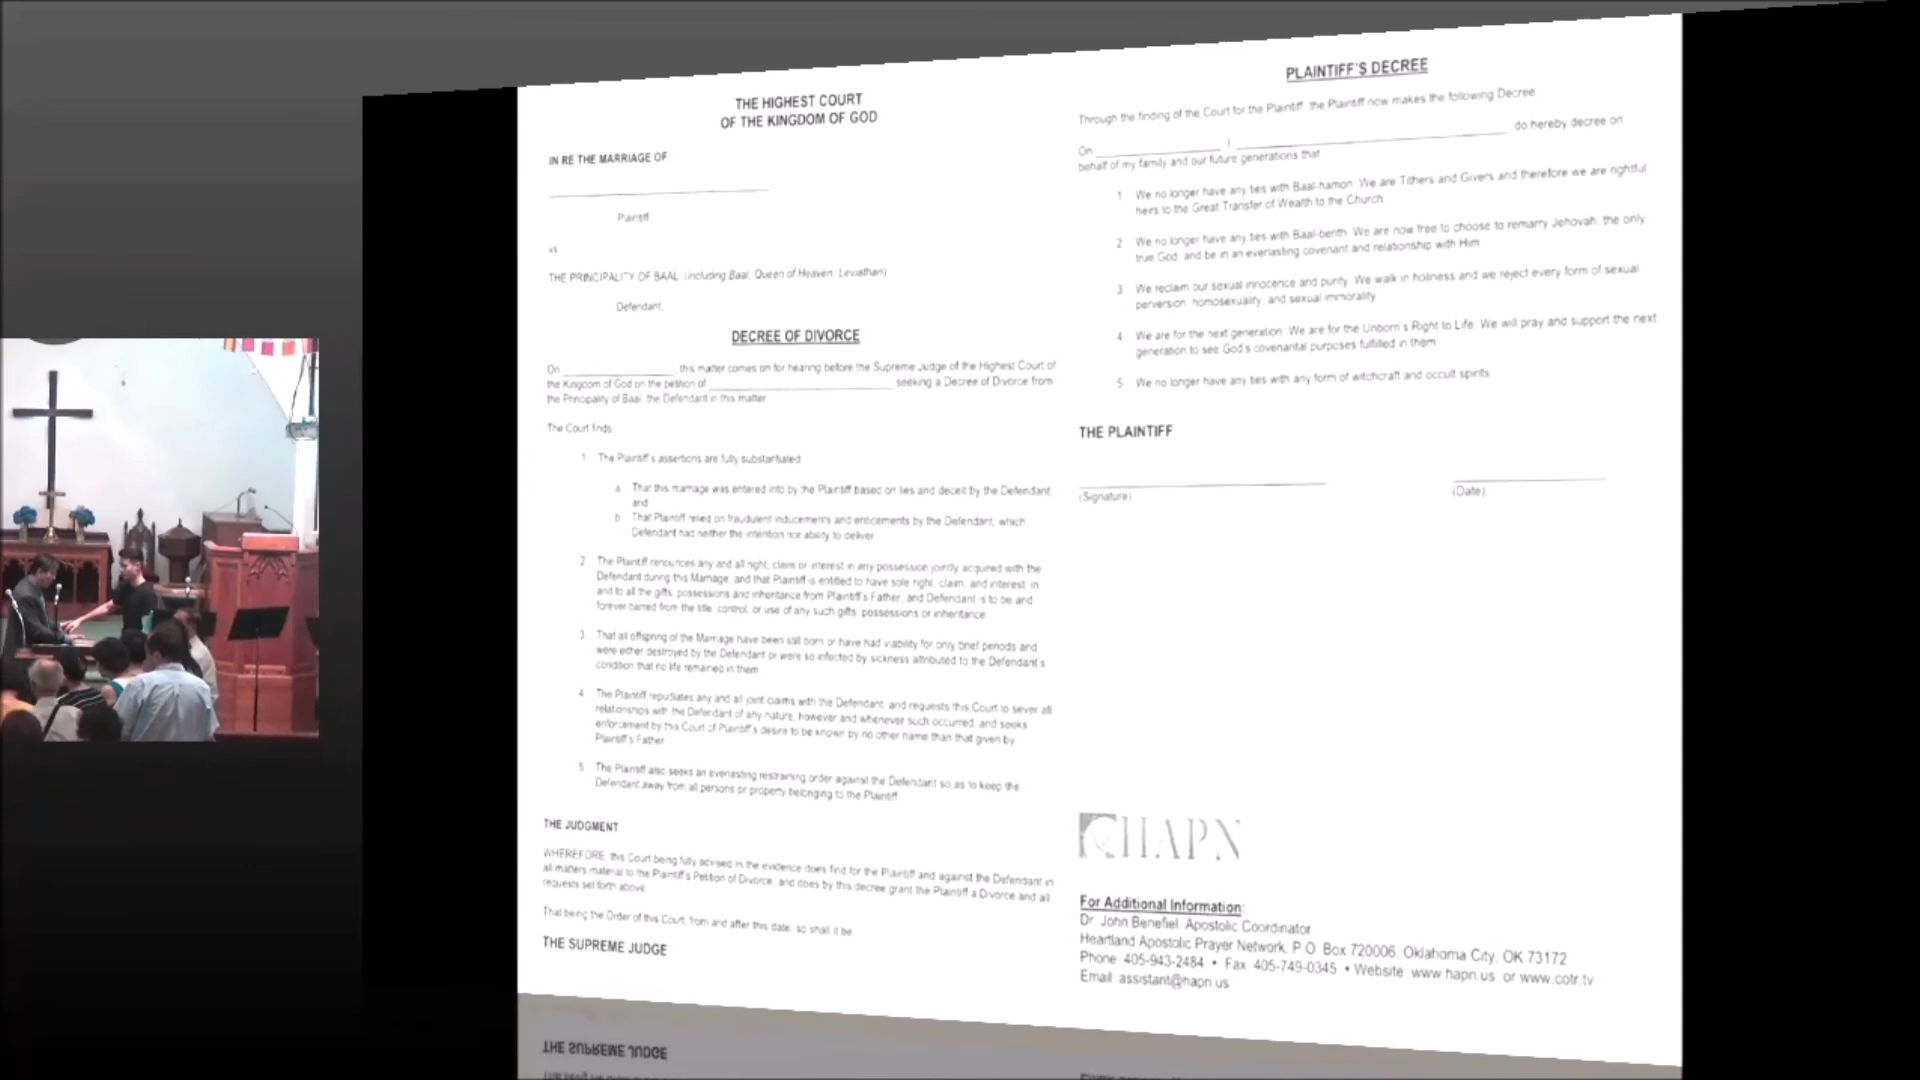 THE HIGHEST COURT
OF THE KINGDOM OF GOD
IN RE THE MARRIAGE OF
Plaintiff
vs
THE PRINCIPALITY OF BAAL (including Baal, Queen of Heaven, Leviathan)
Defendant.
DECREE OF DIVORCE
On ____________, this matter comes on for hearing before the Supreme Judge of the Highest Court of
the Kingdom of God on the petition of ____________ seeking a Decree of Divorce from
the Principality of Baal, the Defendant in this matter
The Court finds
1 The Plaintiff's assertions are fully substantiated
a That this marriage was entered into by the Plaintiff based on lies and deceit by the Defendant,
and
b That Plaintiff relied on fraudulent inducements and enticements by the Defendant, which
Defendant had neither the intention nor ability to deliver
2 The Plaintiff renounces any and all right, claim or interest in any possession jointly acquired with the
Defendant during this Marriage, and that Plaintiff is entitled to have sole right, claim, and interest, in
and to all the gifts, possessions and inheritance from Plaintiff's Father, and Defendant is to be and
forever barred from the title, control, or use of any such gifts, possessions or inheritance
3. That all offspring of the Marriage have been still born or have had viability for only brief periods and
were either destroyed by the Defendant or were so infected by sickness attributed to the Defendant's
condition that no life remained in them
4 The Plaintiff repudiates any and all joint claims with the Defendant, and requests this Court to sever all
relationships with the Defendant of any nature, however and whenever such occurred, and seeks
enforcement by this Court of Plaintiff's desire to be known by no other name than that given by
Plaintiff's Father
5 The Plaintiff also seeks an everlasting restraining order against the Defendant so as to keep the
Defendant away from all persons or property belonging to the Plaintiff
THE JUDGMENT
WHEREFORE, this Court being fully advised in the evidence does find for the Plaintiff and against the Defendant in
all matters material to the Plaintiff's Petition of Divorce, and does by this decree grant the Plaintiff a Divorce and all
requests set forth above
That being the Order of this Court, from and after this date, so shall it be
THE SUPREME JUDGE
PLAINTIFF'S DECREE
Through the finding of the Court for the Plaintiff, the Plaintiff now makes the following Decree
On ____________ I ____________, do hereby decree on
behalf of my family and our future generations that
1 We no longer have any ties with Baal-hamon. We are Tithers and Givers and therefore we are rightful
heirs to the Great Transfer of Wealth to the Church.
2 We no longer have any ties with Baal-berith. We are now free to choose to remarry Jehovah, the only
true God, and be in an everlasting covenant and relationship with Him
3 We reclaim our sexual innocence and purity. We walk in holiness and we reject every form of sexual
perversion, homosexuality, and sexual immorality
4 We are for the next generation. We are for the Unborn's Right to Life. We will pray and support the next
generation to see God's covenantal purposes fulfilled in them
5 We no longer have any ties with any form of witchcraft and occult spirits.
THE PLAINTIFF
(Signature) (Date)
HAPN
For Additional Information:
Dr. John Benefiel, Apostolic Coordinator
Heartland Apostolic Prayer Network, P.O. Box 720006, Oklahoma City, OK 73172
Phone 405-943-2484 • Fax 405-749-0345 • Website www.hapn.us or www.cotr.tv
Email assistant@hapn.us
THE SUPREME JUDGE